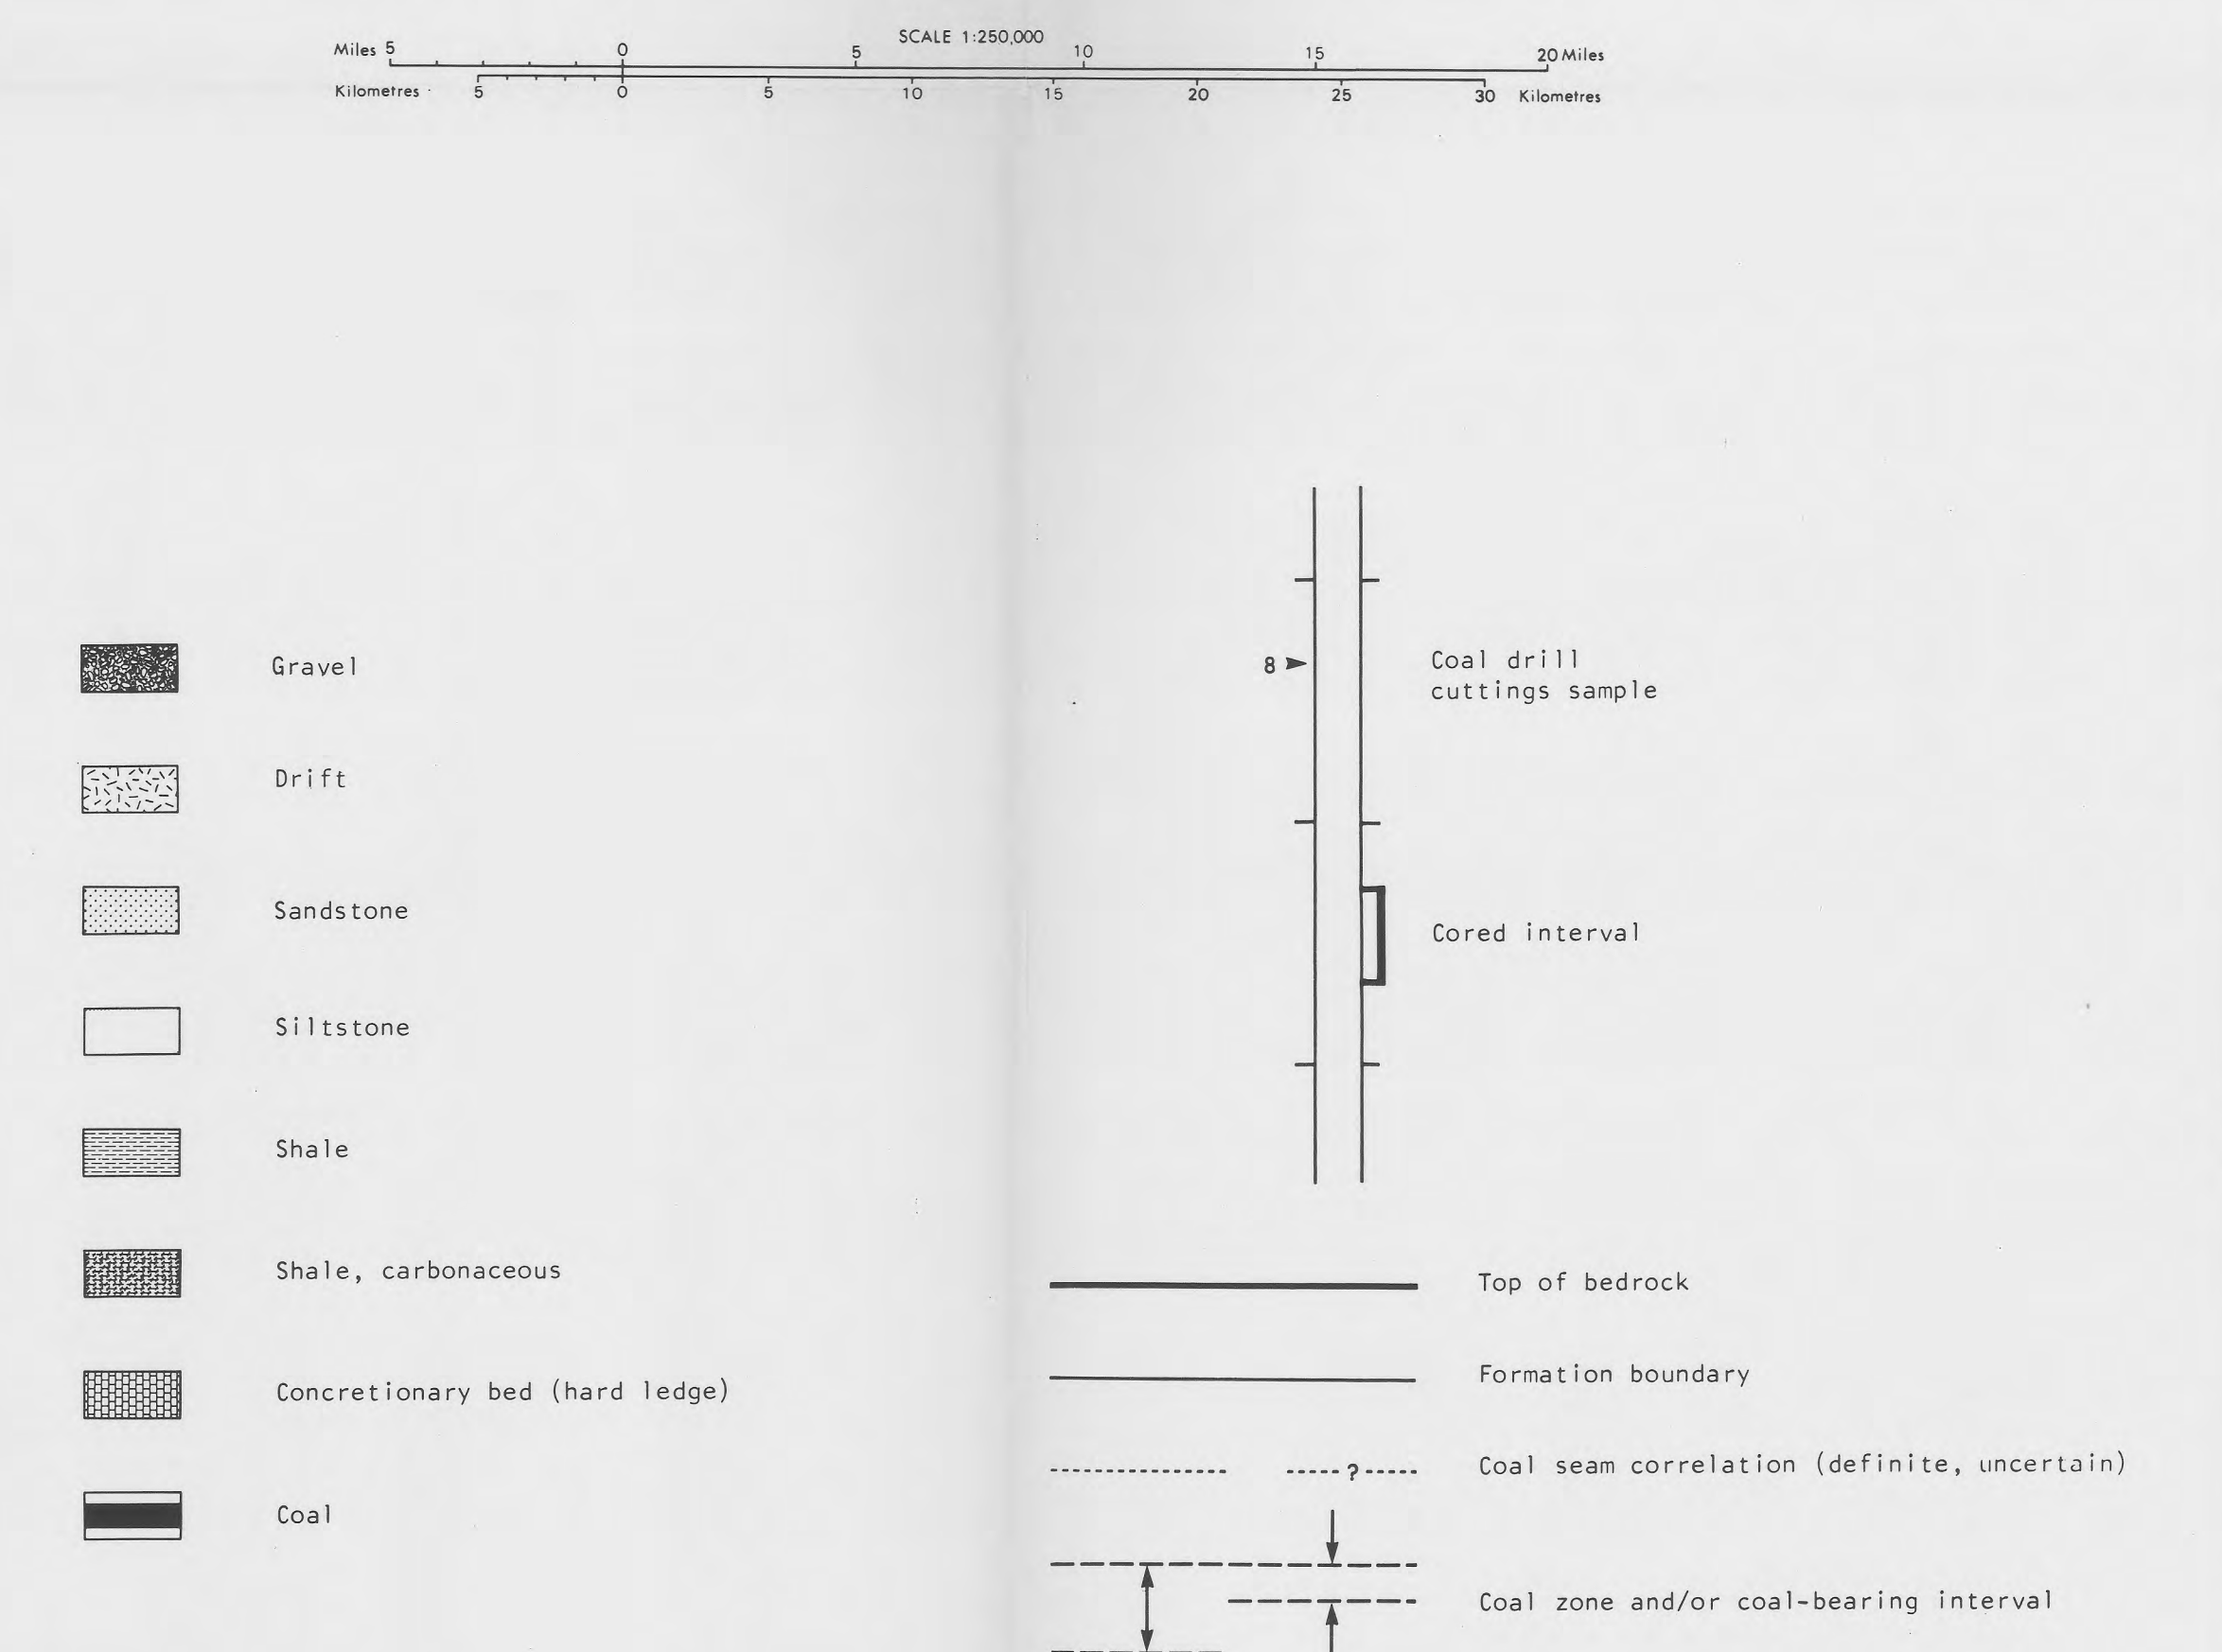 SCALE 1:250,000
Miles 5 0 5 10 15 20 Miles
Kilometres 5 0 5 10 15 20 25 30 Kilometres
Gravel
Drift
Sandstone
Siltstone
Shale
Shale, carbonaceous
Concretionary bed (hard ledge)
Coal
8
Coal drill
cuttings sample
Cored interval
Top of bedrock
Formation boundary
?
Coal seam correlation (definite, uncertain)
Coal zone and/or coal-bearing interval